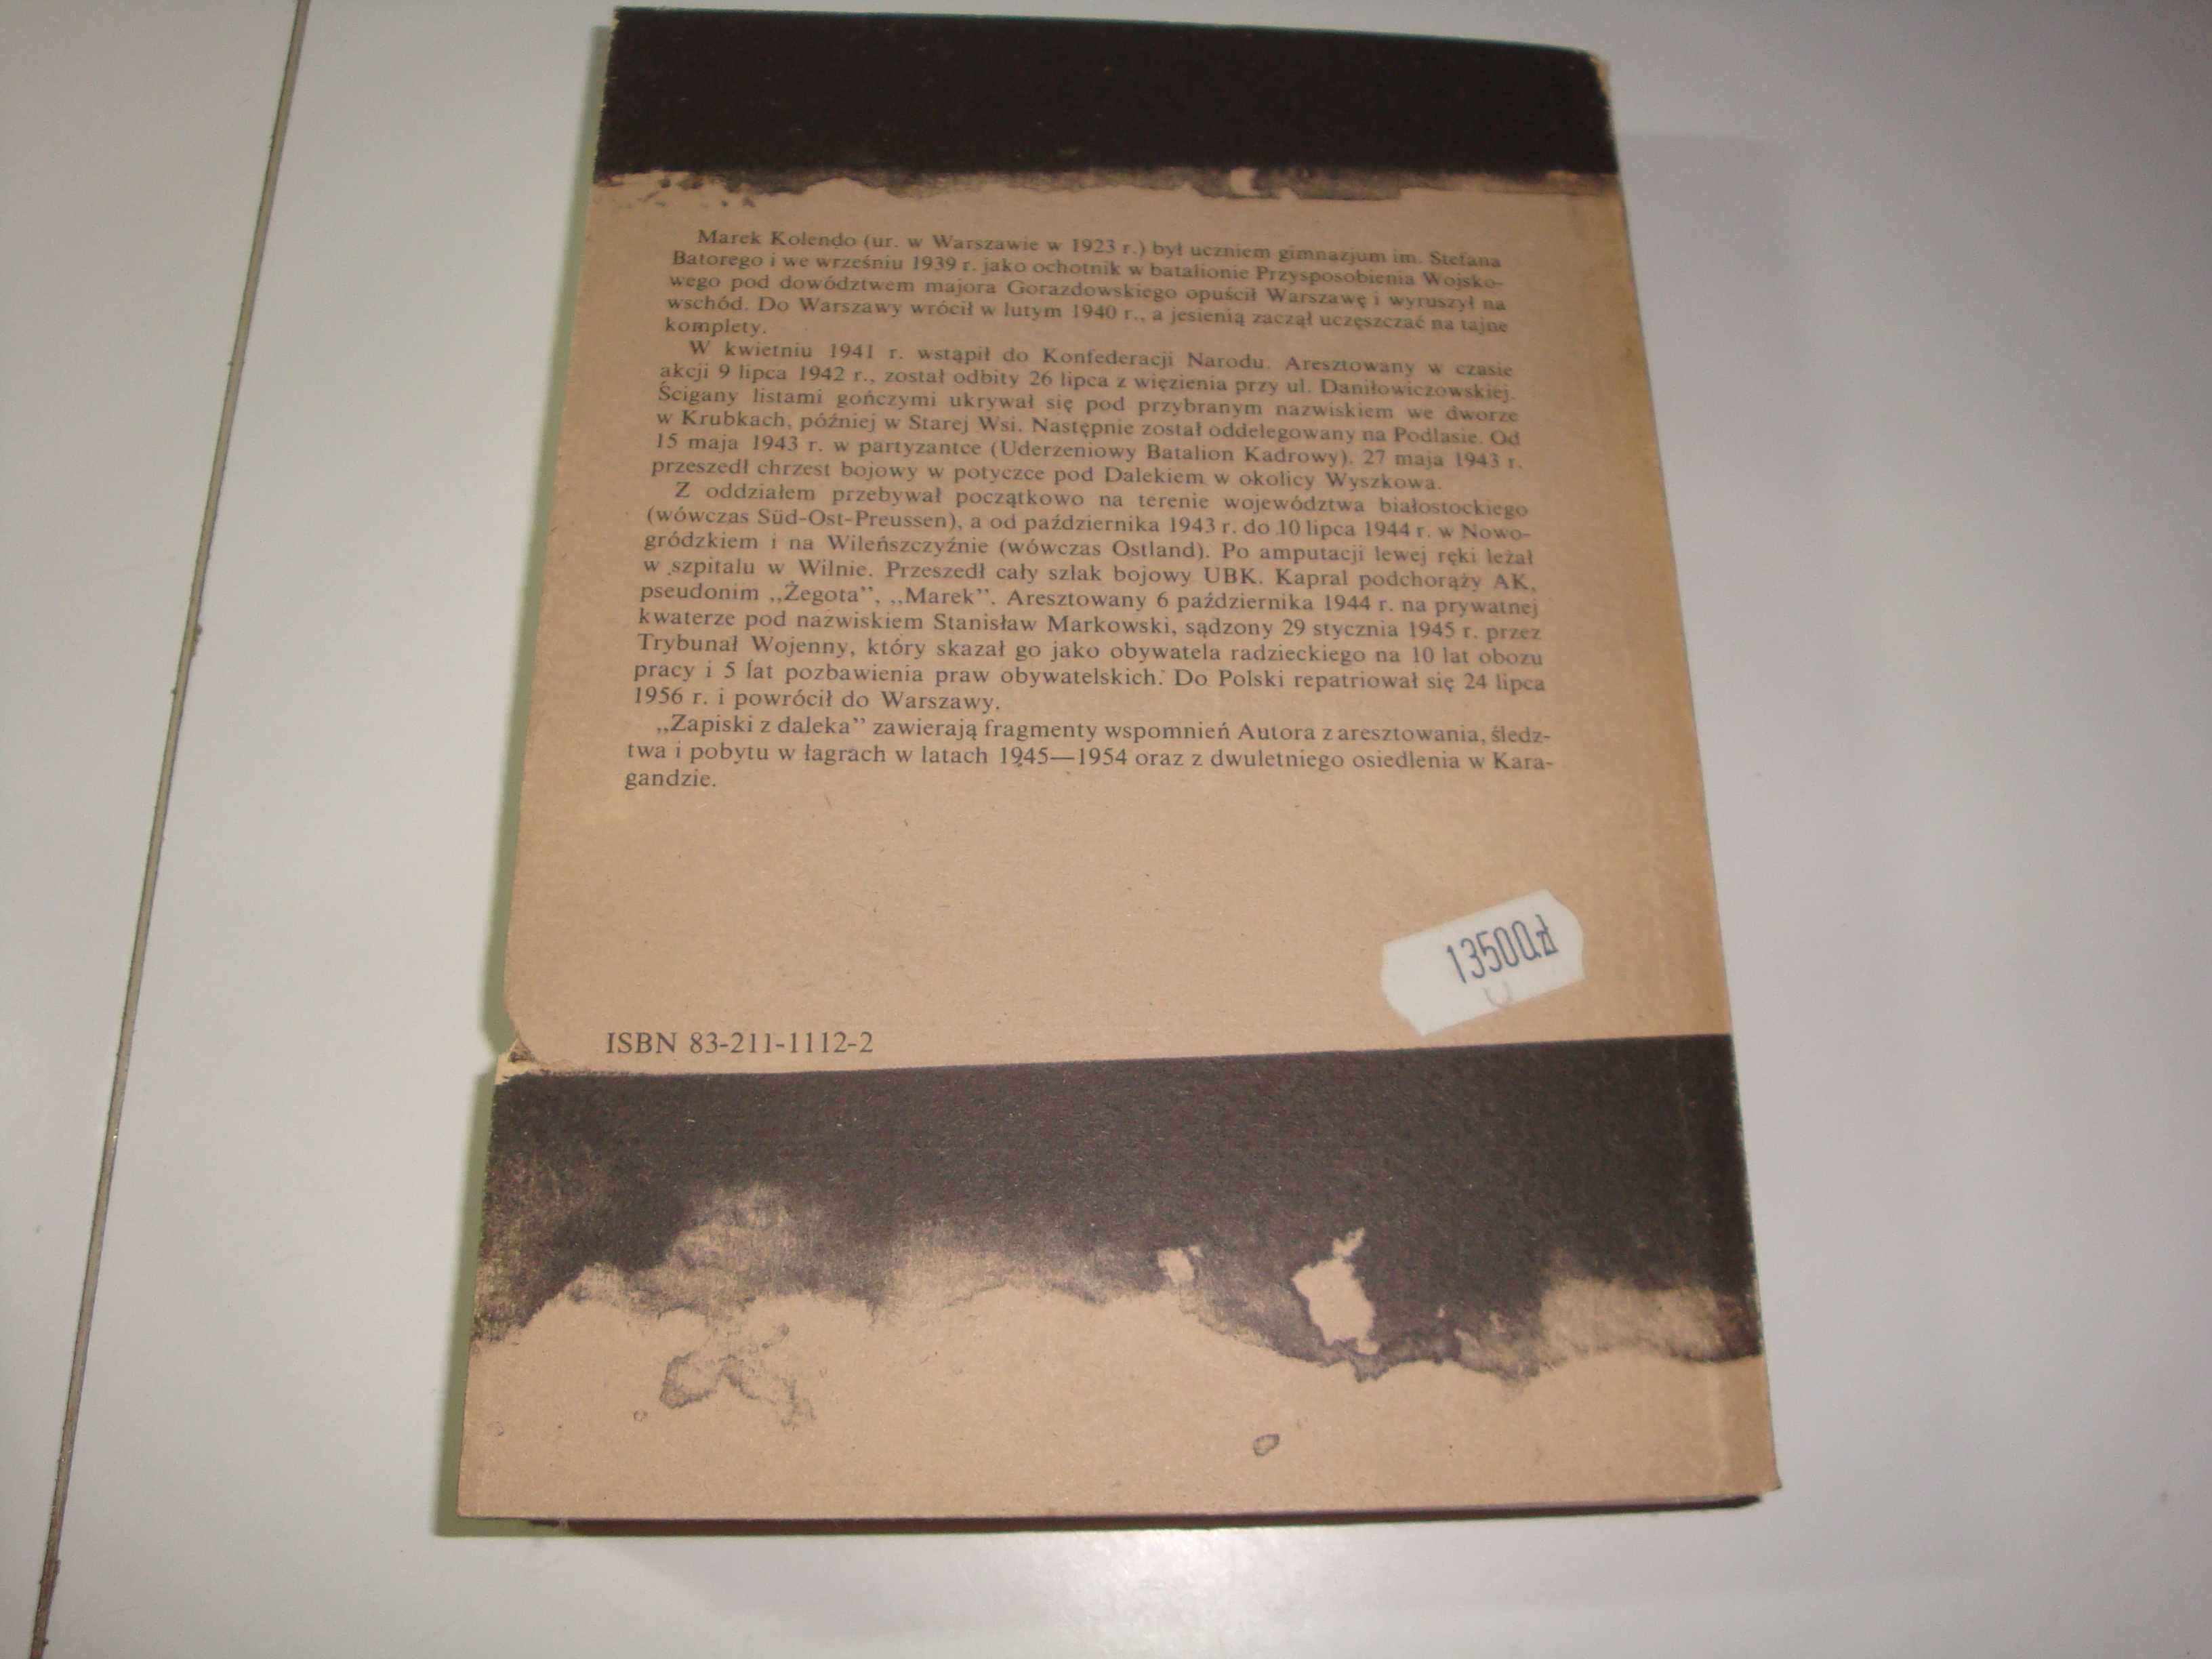 Marek Kolendo (ur. w Warszawie w 1923 r.) był uczniem gimnazjum im. Stefana
Batorego i we wrześniu 1939 r. jako ochotnik w batalionie Przysposobienia Wojsko-
wego pod dowództwem majora Gorazdowskiego opuścił Warszawę i wyruszył na
wschód. Do Warszawy wrócił w lutym 1940 r., a jesienią zaczął uczęszczać na tajne
komplety.
W kwietniu 1941 r. wstąpił do Konfederacji Narodu. Aresztowany w czasie
akcji 9 lipca 1942 r., został odbity 26 lipca z więzienia przy ul. Daniłowiczowskiej.
Ścigany listami gończymi ukrywał się pod przybranym nazwiskiem we dworze
w Krubkach, później w Starej Wsi. Następnie został oddelegowany na Podlasie. Od
15 maja 1943 r. w partyzantce (Uderzeniowy Batalion Kadrowy). 27 maja 1943 r.
przeszedł chrzest bojowy w potyczce pod Dalekiem w okolicy Wyszkowa.
Z oddziałem przebywał początkowo na terenie województwa białostockiego
(wówczas Süd-Ost-Preussen), a od października 1943 r. do 10 lipca 1944 r. w Nowo-
gródzkiem i na Wileńszczyźnie (wówczas Ostland). Po amputacji lewej ręki leżał
w szpitalu w Wilnie. Przeszedł cały szlak bojowy UBK. Kapral podchorąży AK,
pseudonim „Żegota”, „Marek”. Aresztowany 6 października 1944 r. na prywatnej
kwaterze pod nazwiskiem Stanisław Markowski, sądzony 29 stycznia 1945 r. przez
Trybunał Wojenny, który skazał go jako obywatela radzieckiego na 10 lat obozu
pracy i 5 lat pozbawienia praw obywatelskich. Do Polski repatriował się 24 lipca
1956 r. i powrócił do Warszawy.
„Zapiski z daleka” zawierają fragmenty wspomnień Autora z aresztowania, śledz-
twa i pobytu w łagrach w latach 1945—1954 oraz z dwuletniego osiedlenia w Kara-
gandzie.
13500zł
ISBN 83-211-1112-2